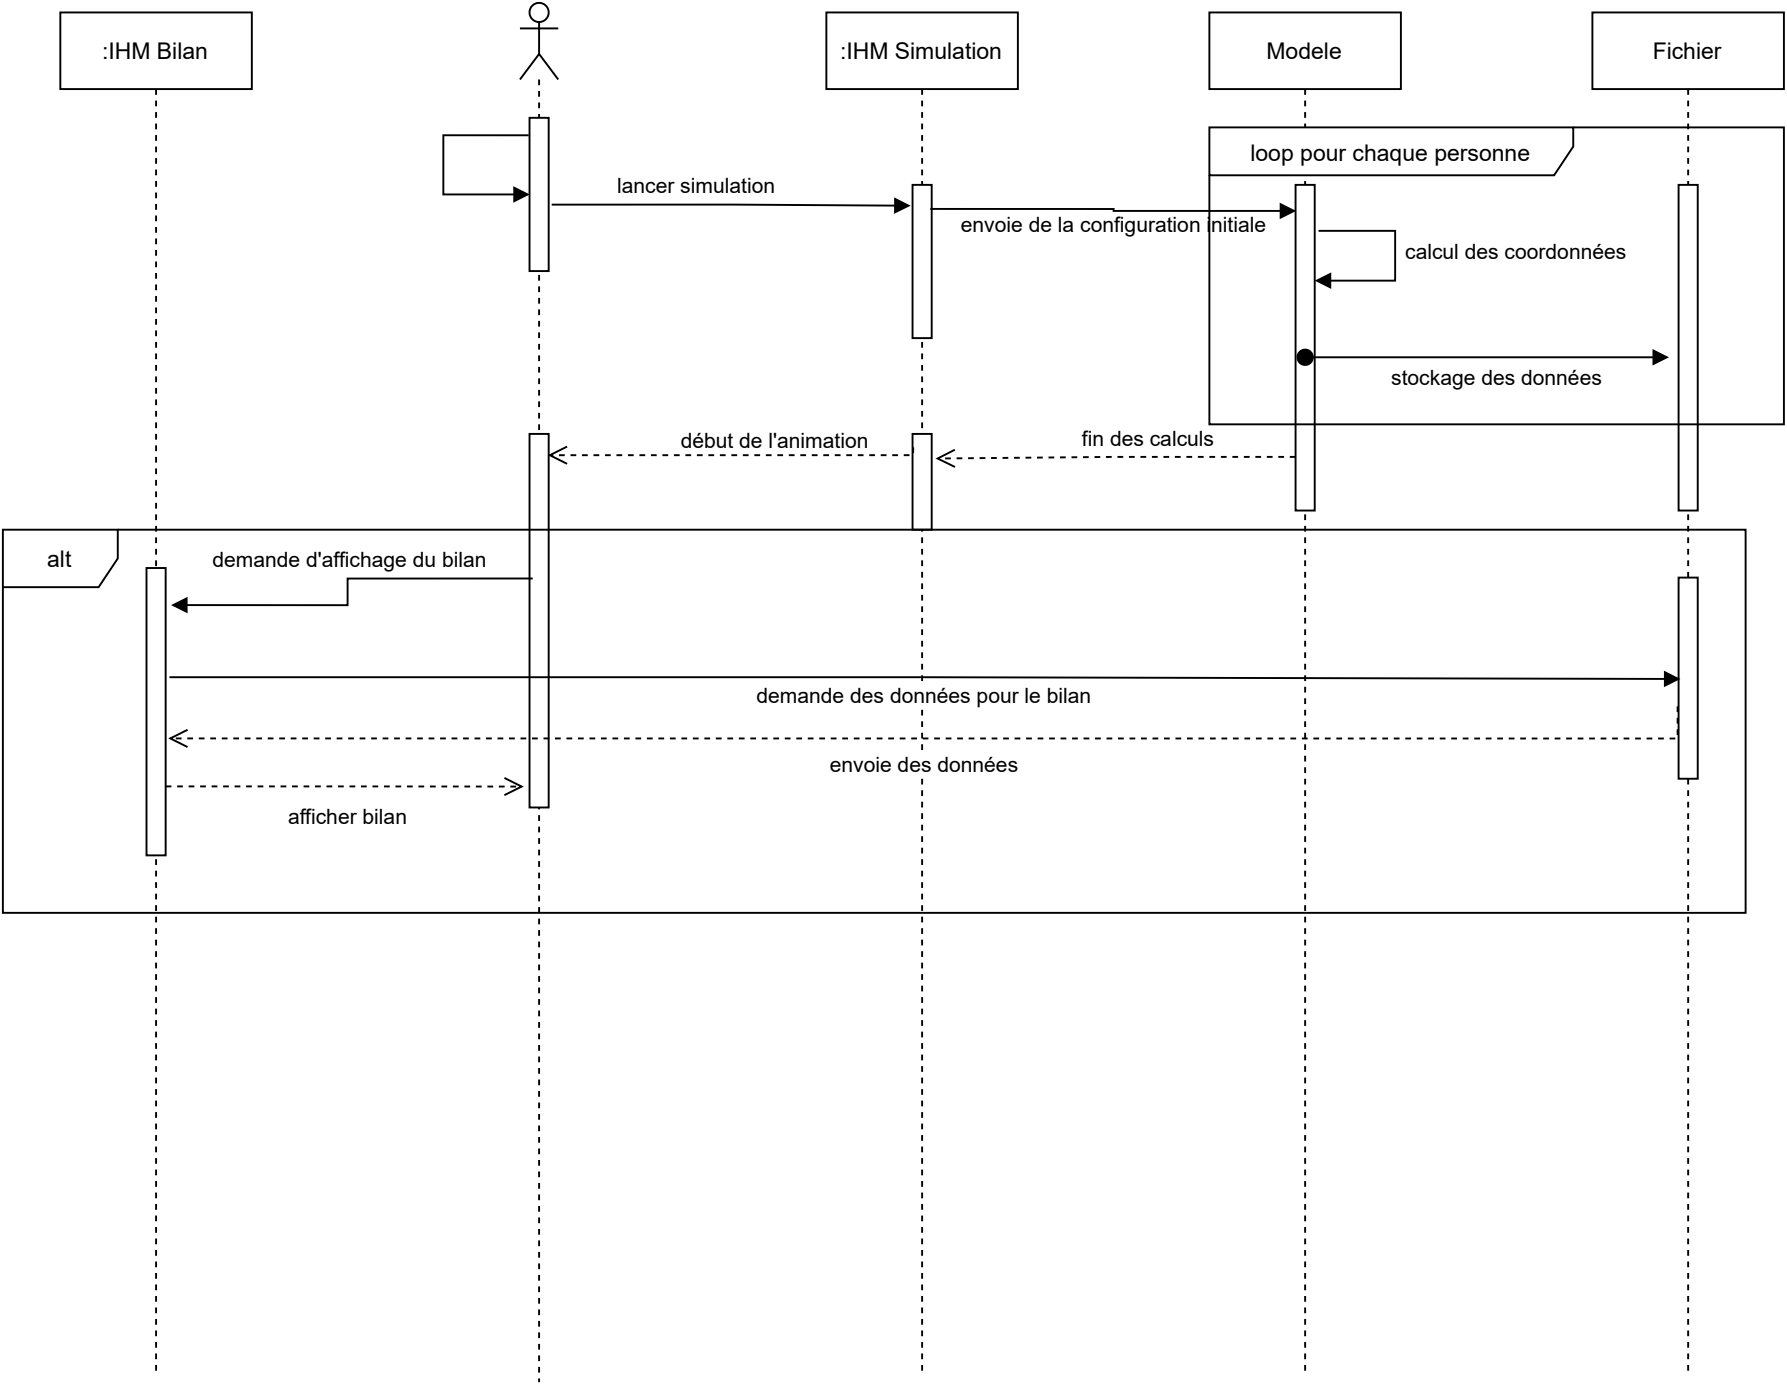 :IHM Bilan
:IHM Simulation
Modele
Fichier
loop pour chaque personne
lancer simulation
envoie de la configuration initiale
calcul des coordonnées
stockage des données
début de l'animation
fin des calculs
alt
demande d'affichage du bilan
demande des données pour le bilan
envoie des données
afficher bilan